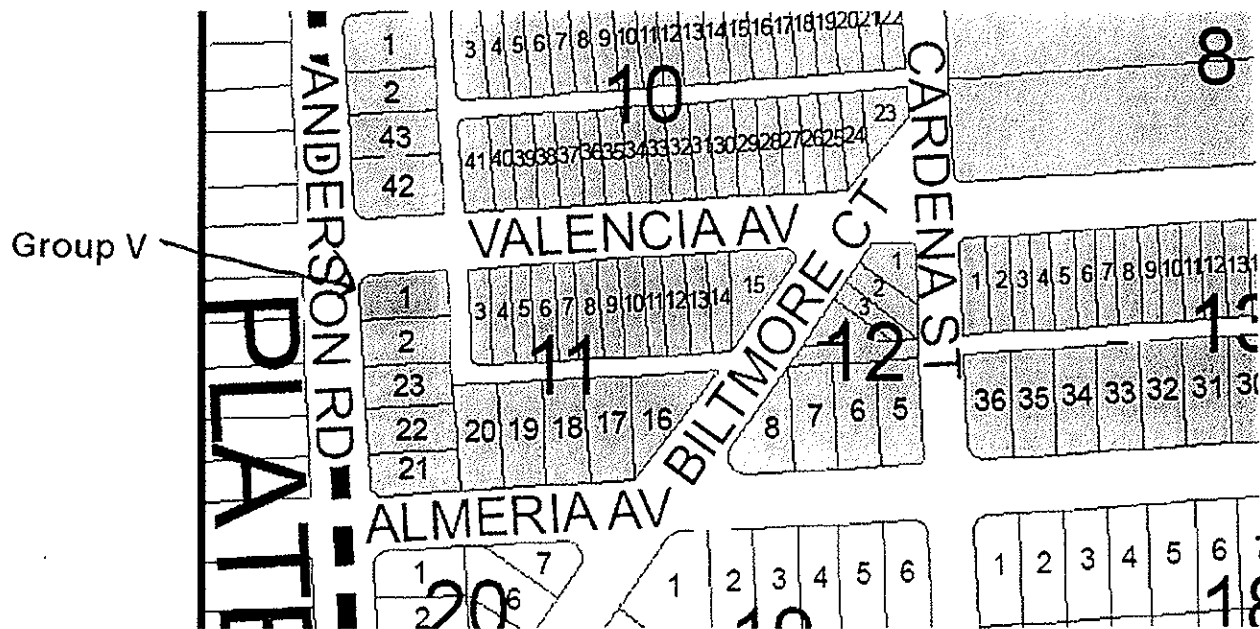 1
2
43
42
3 4 5 6 7 8 9 10 11 12 13 14 15 16 17 18 19 20 21 22
10
41 40 39 38 37 36 35 34 33 32 31 30 29 28 27 26 25 24 23
8
ANDERSON RD
CARDENA ST
VALENCIA AV
BILTMORE CT
Group V
PLATE
1
2
23
22
21
3 4 5 6 7 8 9 10 11 12 13 14 15
11
20 19 18 17 16
1
2
3
12
8 7 6 5
1 2 3 4 5 6 7 8 9 10 11 12 13
13
36 35 34 33 32 31
ALMERIA AV
1
2
20
6
7
1 2 3 4 5 6
19
1 2 3 4 5 6
18